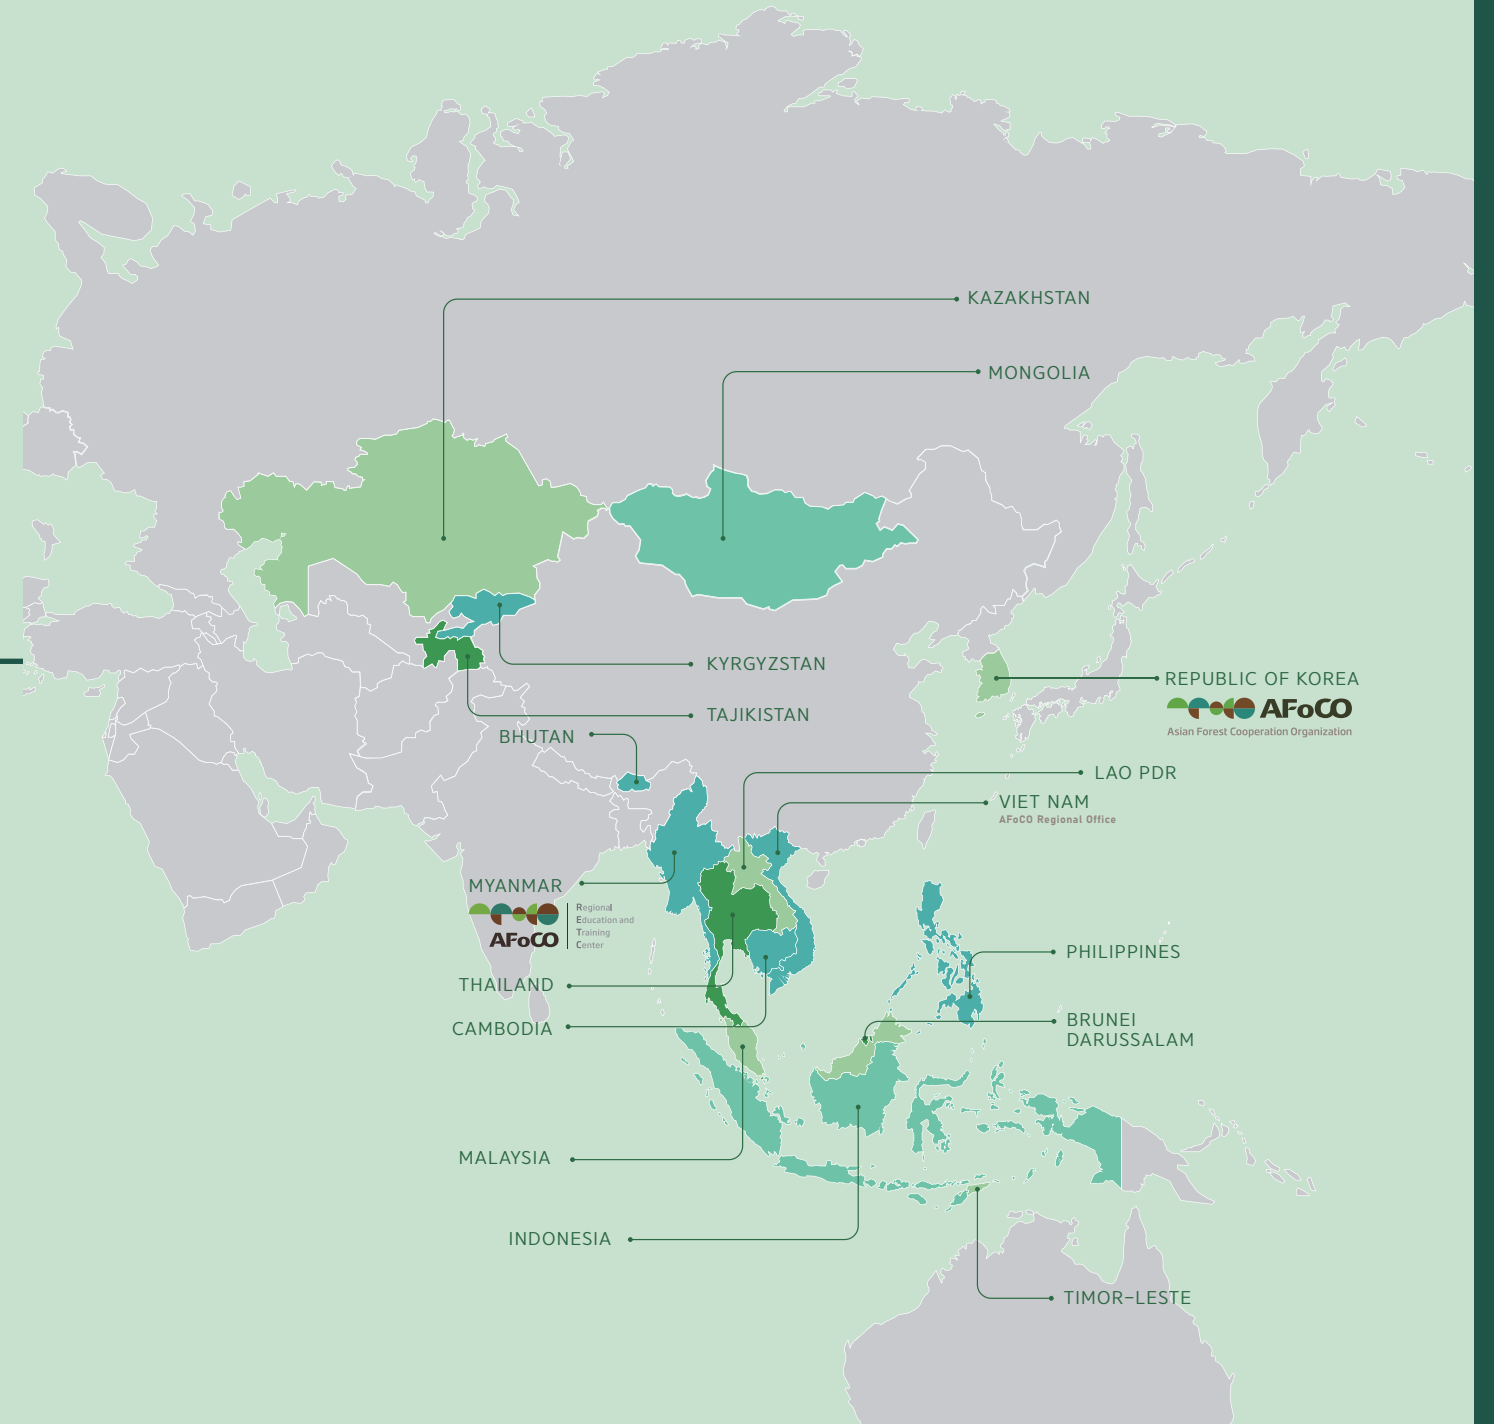 KAZAKHSTAN
MONGOLIA
KYRGYZSTAN
REPUBLIC OF KOREA
AFoCO
Asian Forest Cooperation Organization
TAJIKISTAN
BHUTAN
LAO PDR
VIET NAM
AFoCO Regional Office
MYANMAR
AFoCO
Regional
Education and
Training
Center
PHILIPPINES
THAILAND
CAMBODIA
BRUNEI
DARUSSALAM
MALAYSIA
INDONESIA
TIMOR-LESTE